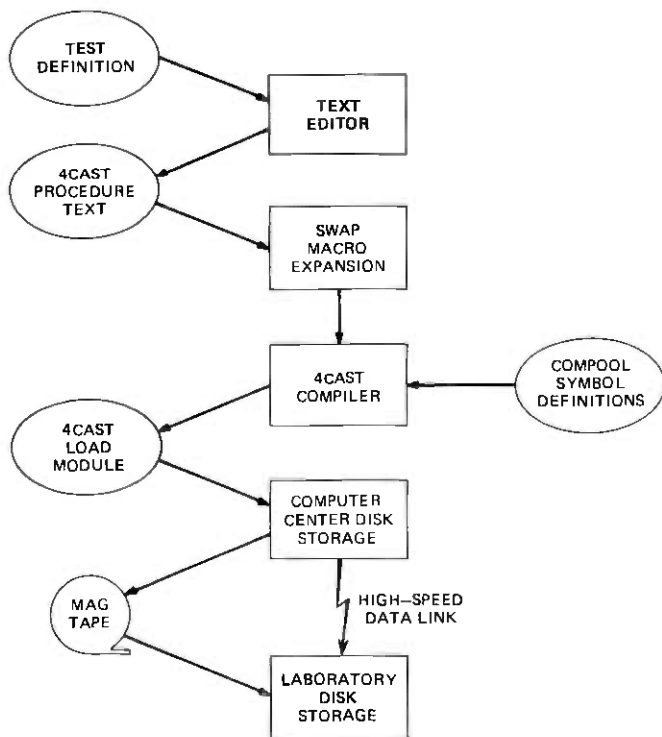 TEST
DEFINITION
TEXT
EDITOR
4CAST
PROCEDURE
TEXT
SWAP
MACRO
EXPANSION
4CAST
COMPILER
COMPOOL
SYMBOL
DEFINITIONS
4CAST
LOAD
MODULE
COMPUTER
CENTER DISK
STORAGE
MAG
TAPE
HIGH–SPEED
DATA LINK
LABORATORY
DISK
STORAGE